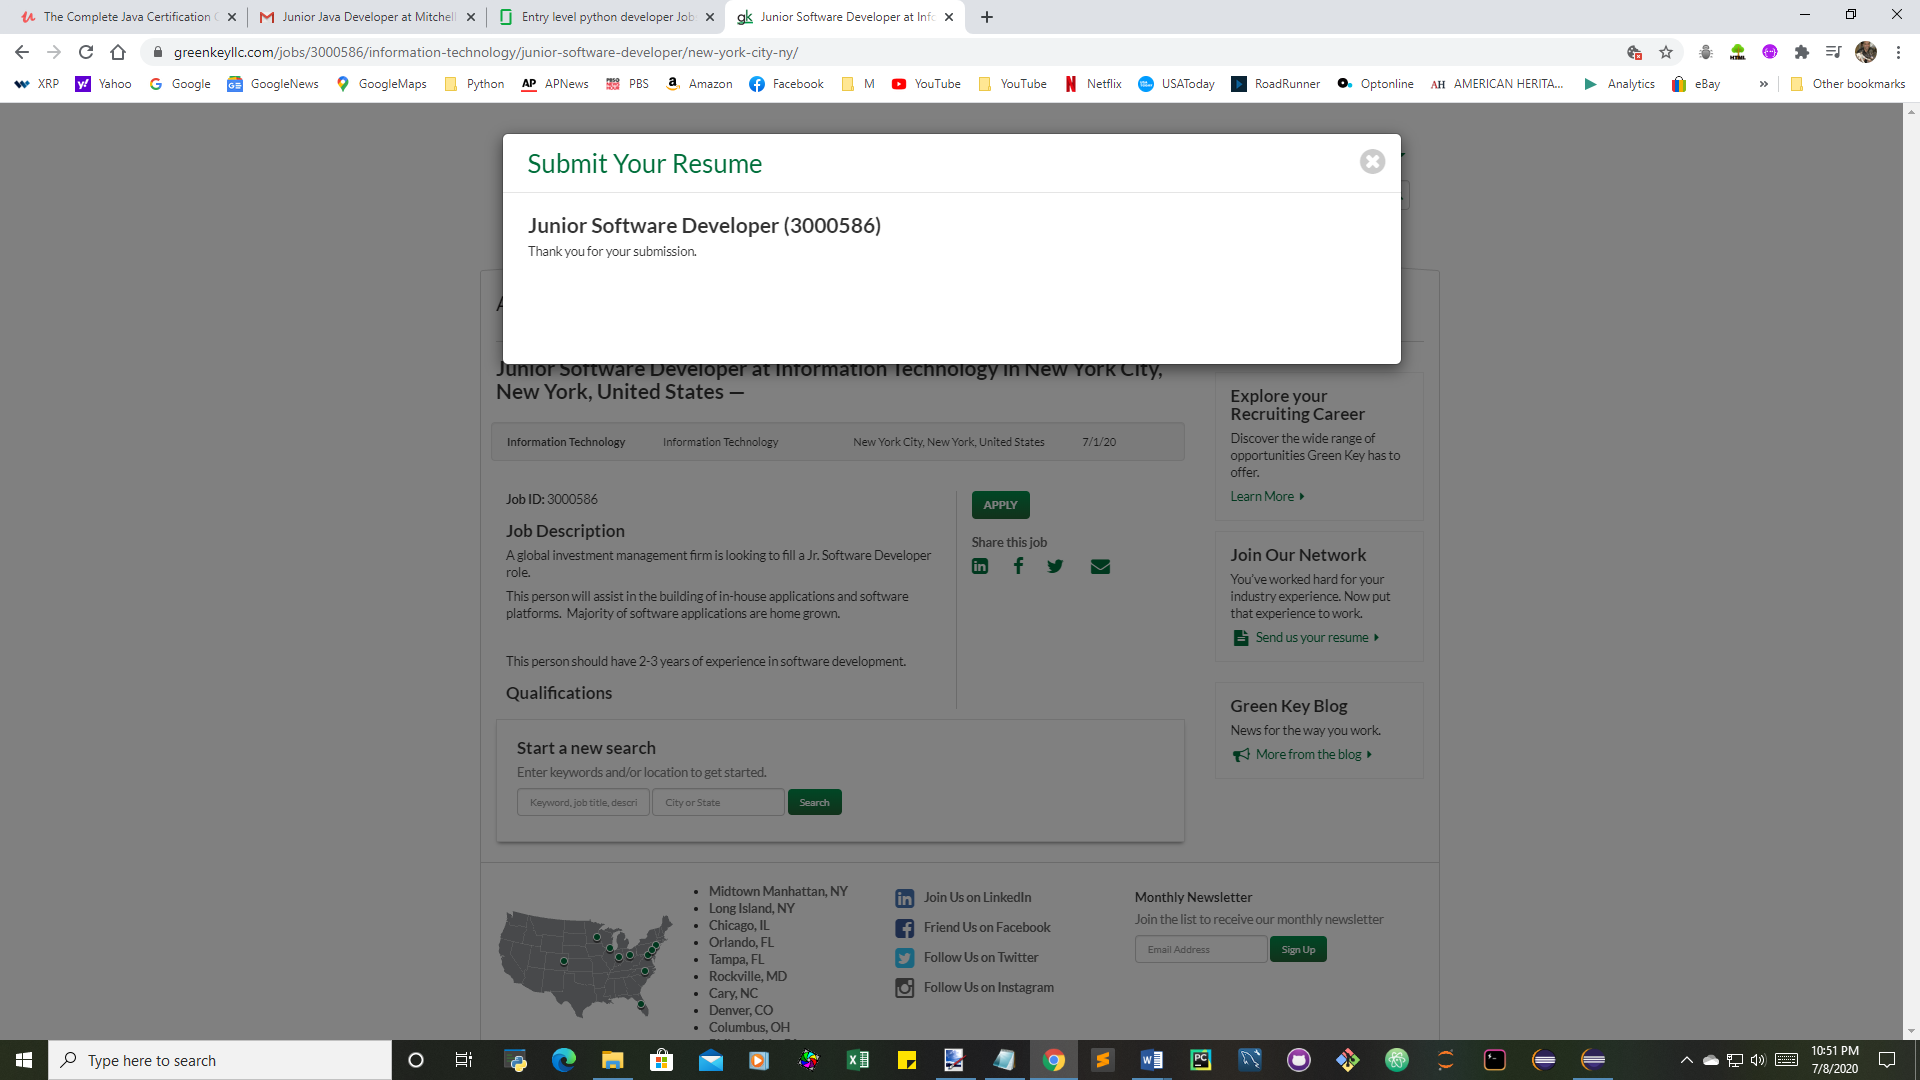 The Complete Java Certification
Junior Java Developer at Mitchell
Entry level python developer Job
gk Junior Software Developer at Inf
greenkeyllc.com/jobs/3000586/information-technology/junior-software-developer/new-york-city-ny/
XRP Yahoo Google GoogleNews GoogleMaps Python AP APNews PBS Amazon Facebook M YouTube YouTube Netflix USAToday RoadRunner Optonline AH AMERICAN HERITA... Analytics eBay » Other bookmarks
Submit Your Resume
Junior Software Developer (3000586)
Thank you for your submission.
Junior Software Developer at Information Technology in New York City,
New York, United States —
Information Technology Information Technology New York City, New York, United States 7/1/20
Job ID: 3000586
Job Description
A global investment management firm is looking to fill a Jr. Software Developer
role.
This person will assist in the building of in-house applications and software
platforms. Majority of software applications are home grown.
This person should have 2-3 years of experience in software development.
Qualifications
APPLY
Share this job
Start a new search
Enter keywords and/or location to get started.
Keyword, job title, descri City or State Search
Explore your
Recruiting Career
Discover the wide range of
opportunities Green Key has to
offer.
Learn More
Join Our Network
You've worked hard for your
industry experience. Now put
that experience to work.
Send us your resume
Green Key Blog
News for the way you work.
More from the blog
Midtown Manhattan, NY
Long Island, NY
Chicago, IL
Orlando, FL
Tampa, FL
Rockville, MD
Cary, NC
Denver, CO
Columbus, OH
Join Us on LinkedIn
Friend Us on Facebook
Follow Us on Twitter
Follow Us on Instagram
Monthly Newsletter
Join the list to receive our monthly newsletter
Email Address Sign Up
Type here to search
10:51 PM
7/8/2020